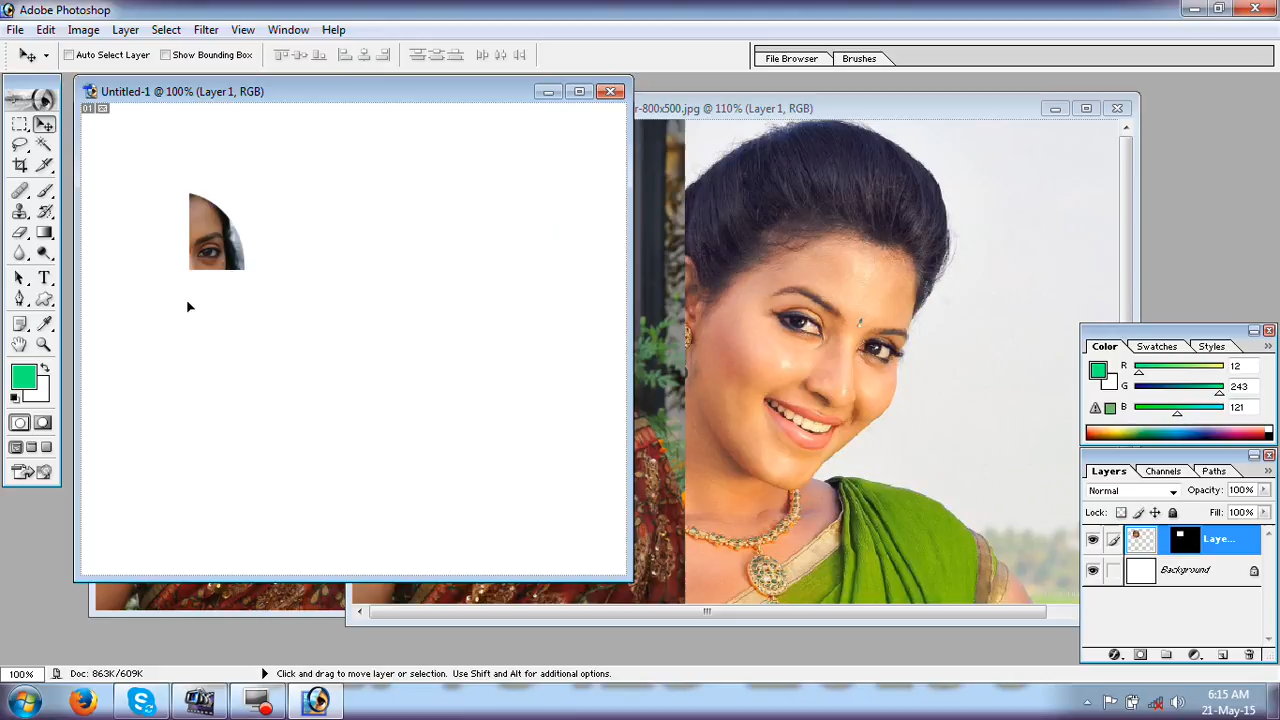 Adobe Photoshop
File Edit Image Layer Select Filter View Window Help
Auto Select Layer Show Bounding Box
File Browser Brushes
Untitled-1 @ 100% (Layer 1, RGB)
r-800x500.jpg @ 110% (Layer 1, RGB)
01
Color Swatches Styles
R 12
G 243
B 121
Layers Channels Paths
Normal Opacity: 100%
Lock: Fill: 100%
Laye...
Background
100% Doc: 863K/609K Click and drag to move layer or selection. Use Shift and Alt for additional options.
6:15 AM
21-May-15